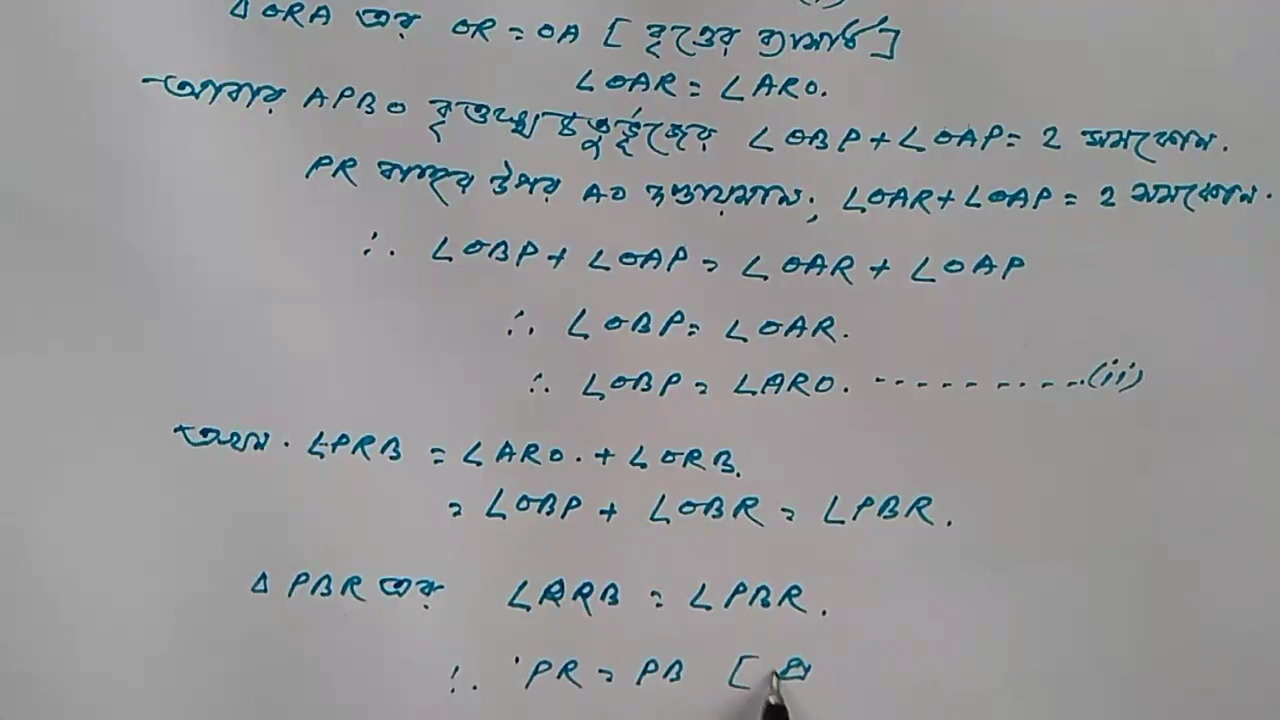 Δ ORA এর OR = OA [ বৃত্তের ব্যাসার্ধ ]
∠OAR = ∠ARO.
আবার APBO বৃত্তস্থ চতুর্ভুজের ∠OBP + ∠OAP = 2 সমকোণ.
PR বাহুর উপর AO দণ্ডায়মান; ∠OAR + ∠OAP = 2 সমকোণ.
∴ ∠OBP + ∠OAP = ∠OAR + ∠OAP
∴ ∠OBP = ∠OAR.
∴ ∠OBP = ∠ARO. ----------(ii)
এখন. ∠PRB = ∠ARO. + ∠ORB.
= ∠OBP + ∠OBR = ∠PBR.
Δ PBR এর ∠PRB = ∠PBR.
∴ PR = PB [